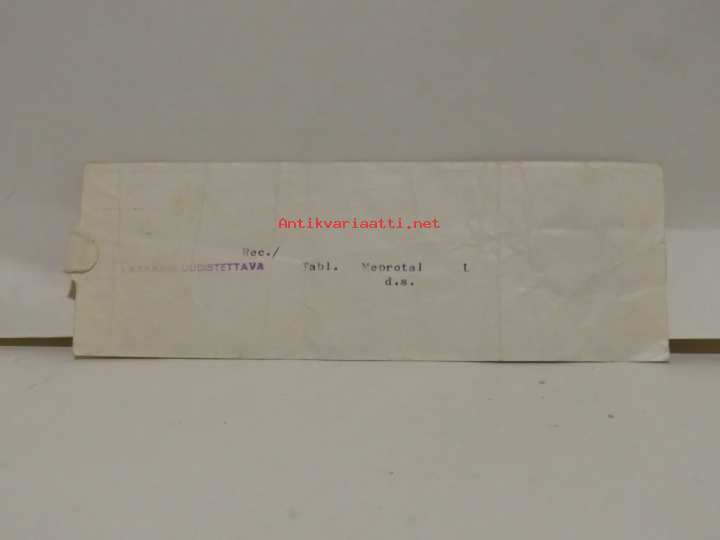 Antikvariaatti.net
Rec./
UUDISTETTAVA Tabl. Meprotal t
d.s.